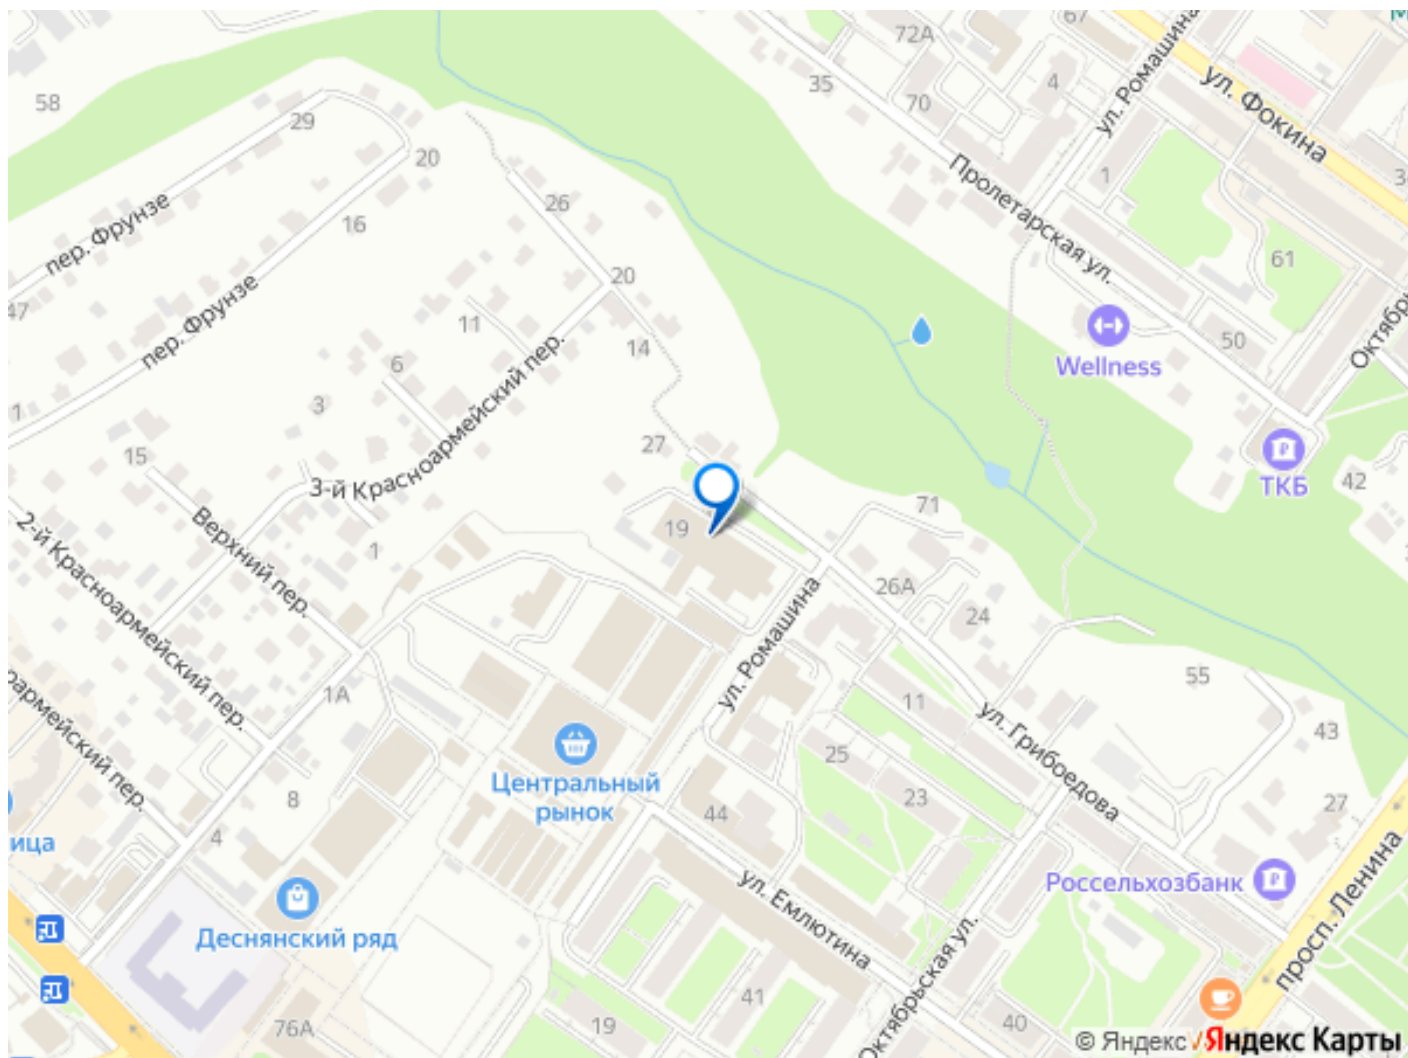 67
72А
ул. Ромашина
ул. Фокина
35
70
4
58
29
20
Пролетарская ул.
1
26
16
пер. Фрунзе
61
20
47
пер. Фрунзе
11
14
50
Wellness
6
3
1
27
15
3-й Красноармейский пер.
ТКБ
42
Верхний пер.
1
19
71
2-й Красноармейский пер.
26А
24
ул. Ромашина
1А
11
55
ул. Грибоедова
43
25
Центральный
рынок
8
4
44
23
27
Россельхозбанк
ул. Емлютина
просп. Ленина
Деснянский ряд
Октябрьская ул.
41
76А
19
40
© Яндекс
Яндекс Карты